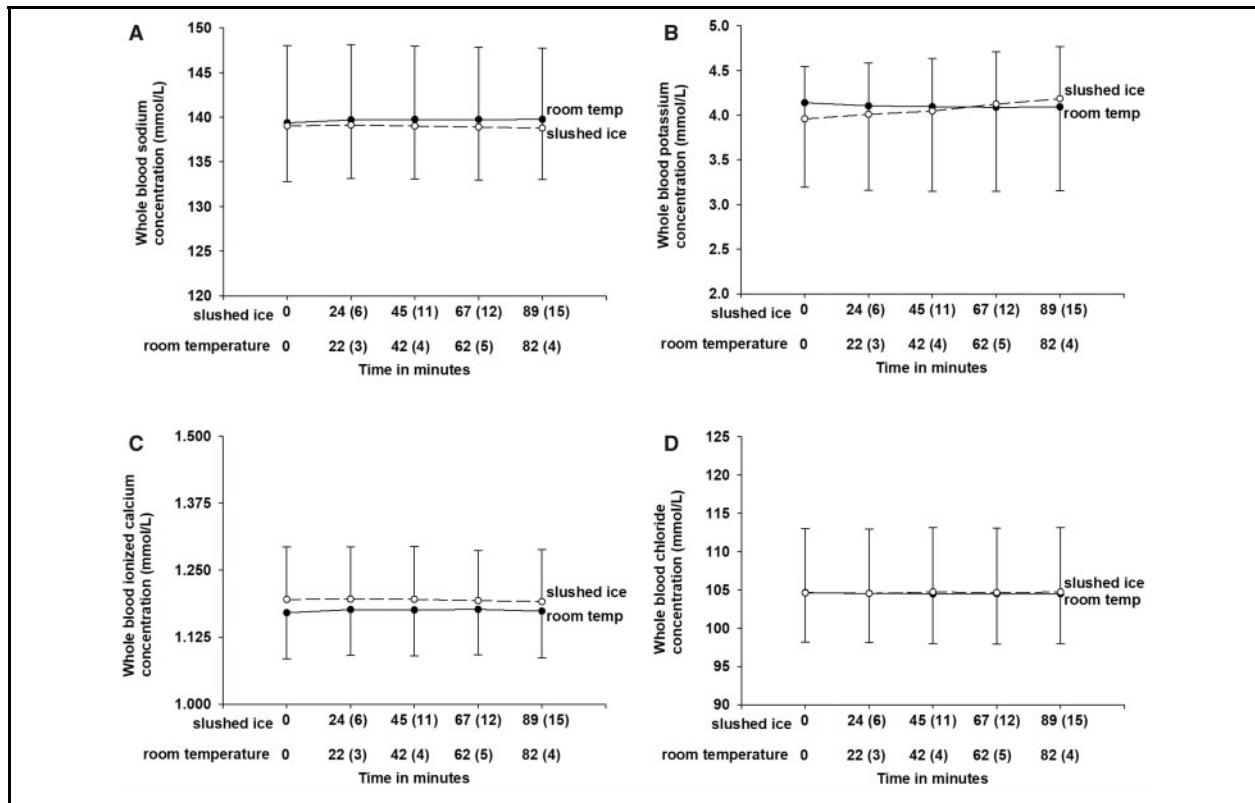 A
150
145
140
135
130
125
120
Whole blood sodium
concentration (mmol/L)
room temp
slushed ice
slushed ice 0 24 (6) 45 (11) 67 (12) 89 (15)
room temperature 0 22 (3) 42 (4) 62 (5) 82 (4)
Time in minutes
B
5.0
4.5
4.0
3.5
3.0
2.5
2.0
Whole blood potassium
concentration (mmol/L)
slushed ice
room temp
slushed ice 0 24 (6) 45 (11) 67 (12) 89 (15)
room temperature 0 22 (3) 42 (4) 62 (5) 82 (4)
Time in minutes
C
1.500
1.375
1.250
1.125
1.000
Whole blood ionized calcium
concentration (mmol/L)
slushed ice
room temp
slushed ice 0 24 (6) 45 (11) 67 (12) 89 (15)
room temperature 0 22 (3) 42 (4) 62 (5) 82 (4)
Time in minutes
D
125
120
115
110
105
100
95
90
Whole blood chloride
concentration (mmol/L)
slushed ice
room temp
slushed ice 0 24 (6) 45 (11) 67 (12) 89 (15)
room temperature 0 22 (3) 42 (4) 62 (5) 82 (4)
Time in minutes